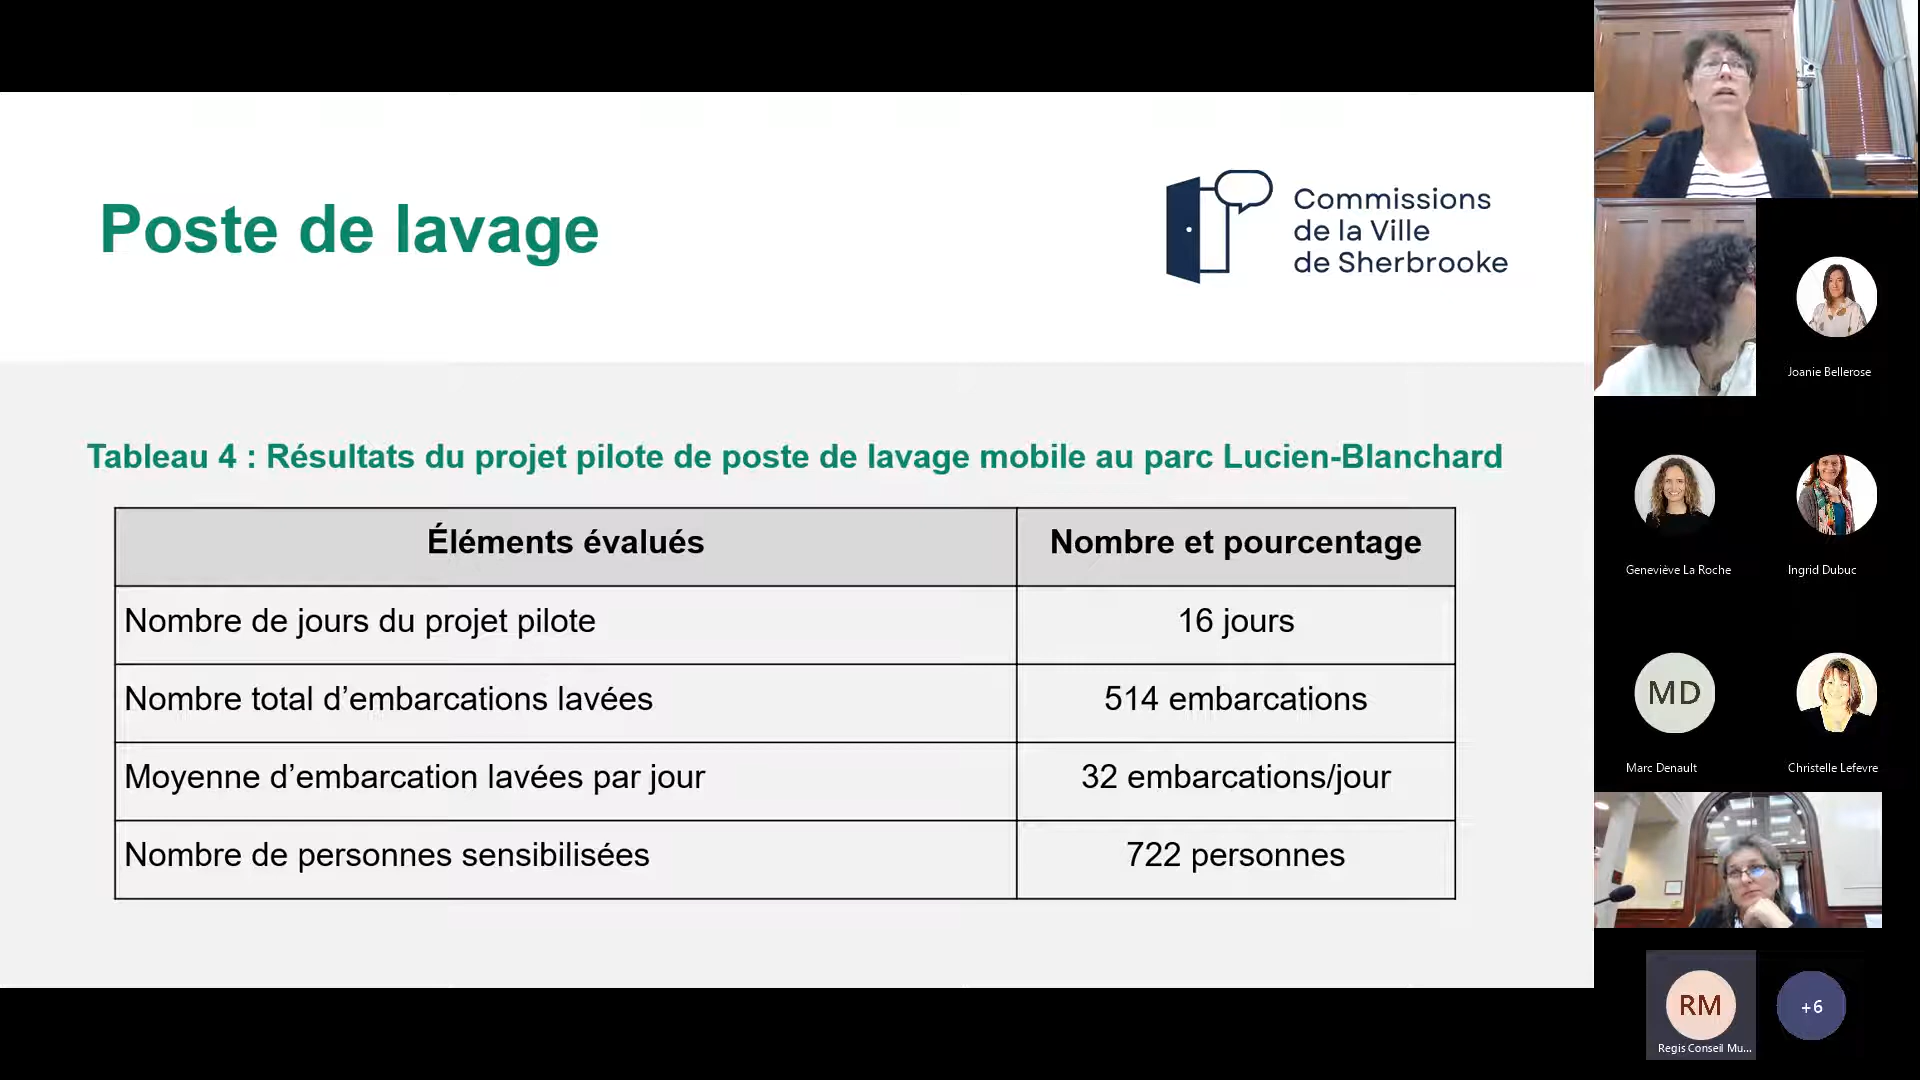 Poste de lavage
Commissions
de la Ville
de Sherbrooke
Tableau 4 : Résultats du projet pilote de poste de lavage mobile au parc Lucien-Blanchard
Éléments évalués
Nombre et pourcentage
Nombre de jours du projet pilote
16 jours
Nombre total d’embarcations lavées
514 embarcations
Moyenne d’embarcation lavées par jour
32 embarcations/jour
Nombre de personnes sensibilisées
722 personnes
Joanie Bellerose
Geneviève La Roche
Ingrid Dubuc
MD
Marc Denault
Christelle Lefevre
RM
Regis Conseil Mu...
+6